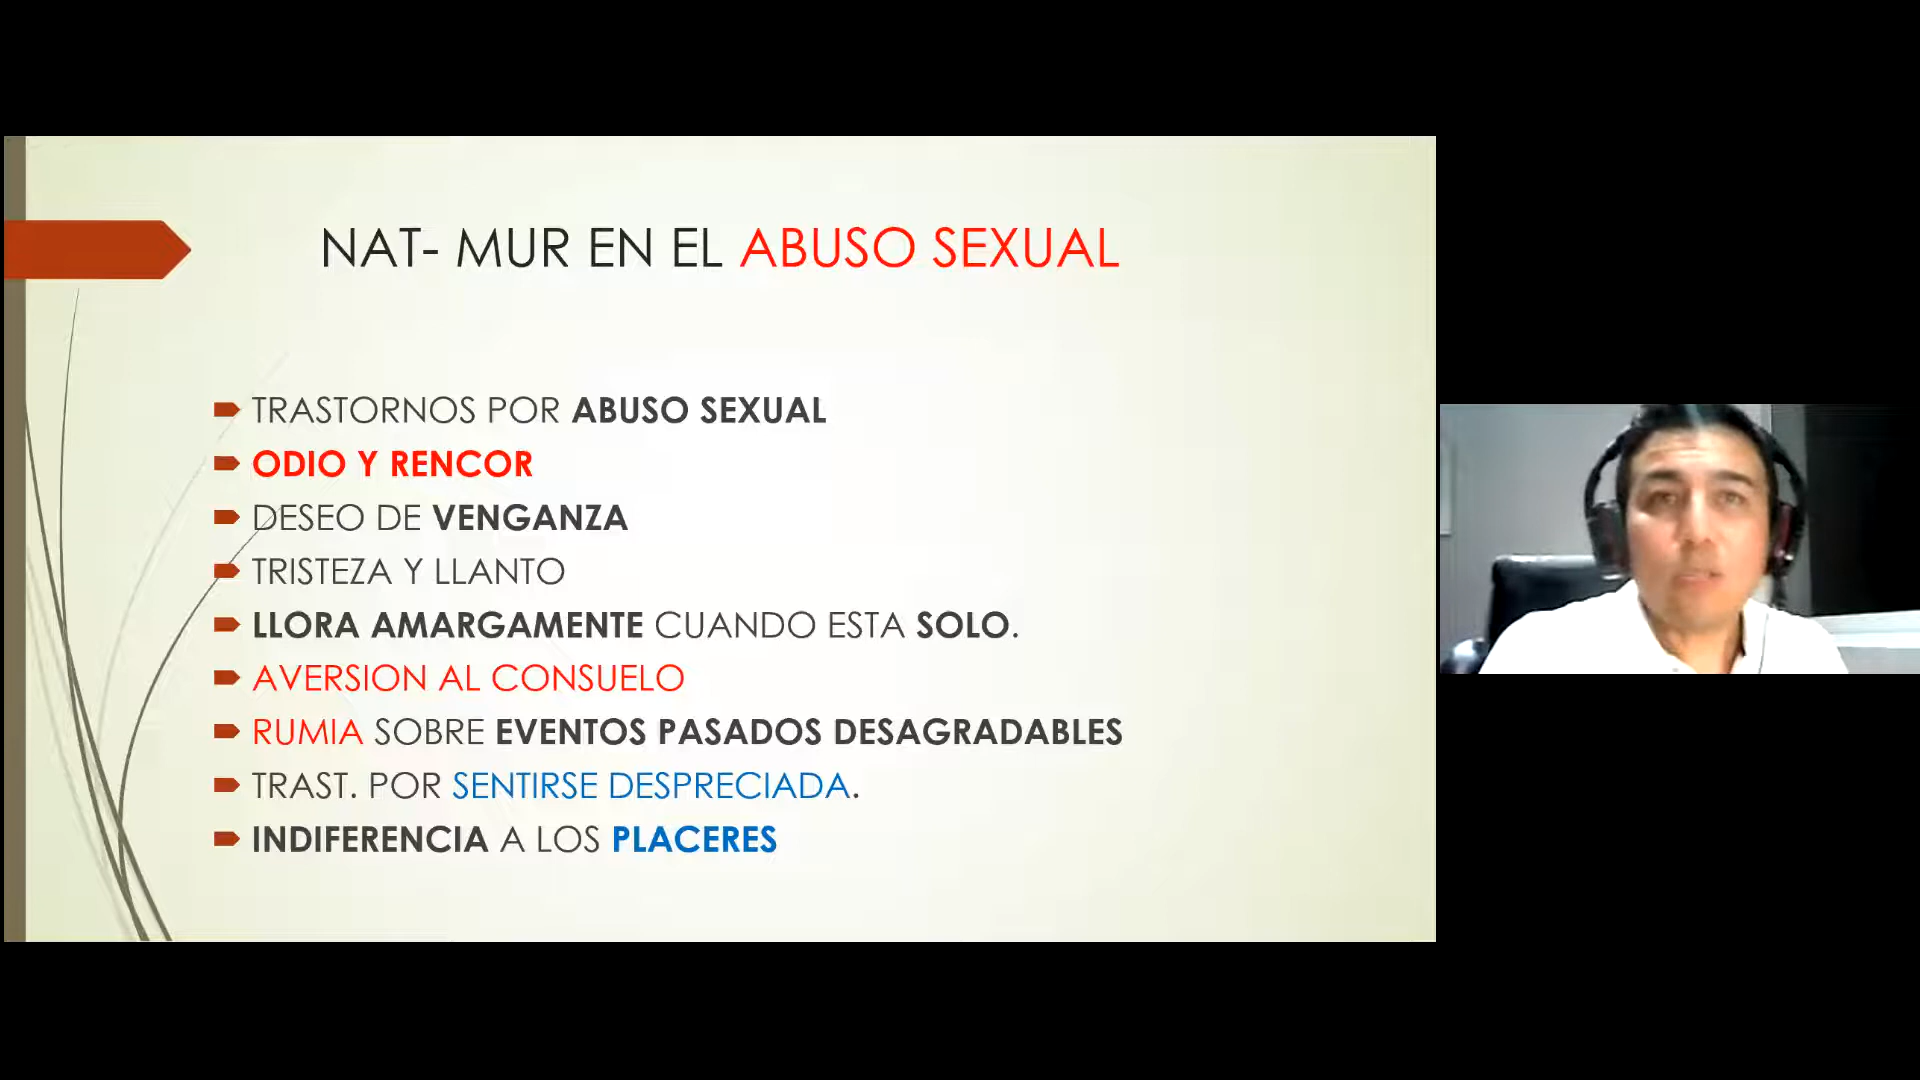 NAT- MUR EN EL ABUSO SEXUAL
TRASTORNOS POR ABUSO SEXUAL
ODIO Y RENCOR
DESEO DE VENGANZA
TRISTEZA Y LLANTO
LLORA AMARGAMENTE CUANDO ESTA SOLO.
AVERSION AL CONSUELO
RUMIA SOBRE EVENTOS PASADOS DESAGRADABLES
TRAST. POR SENTIRSE DESPRECIADA.
INDIFERENCIA A LOS PLACERES